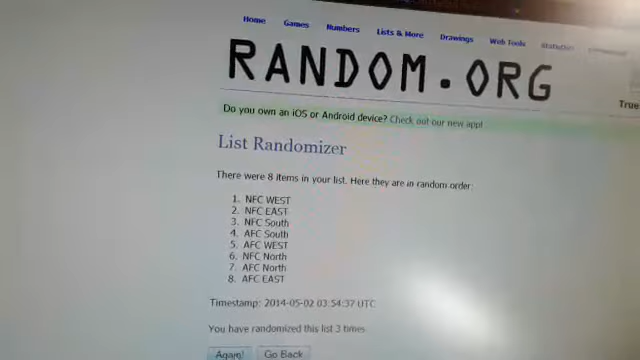 Home Games Numbers Lists & More Drawings Web Tools Statistics
RANDOM.ORG
True
Do you own an iOS or Android device? Check out our new app!
List Randomizer
There were 8 items in your list. Here they are in random order:
1. NFC WEST
2. NFC EAST
3. NFC South
4. AFC South
5. AFC WEST
6. NFC North
7. AFC North
8. AFC EAST
Timestamp: 2014-05-02 03:54:37 UTC
You have randomized this list 3 times
Again! Go Back